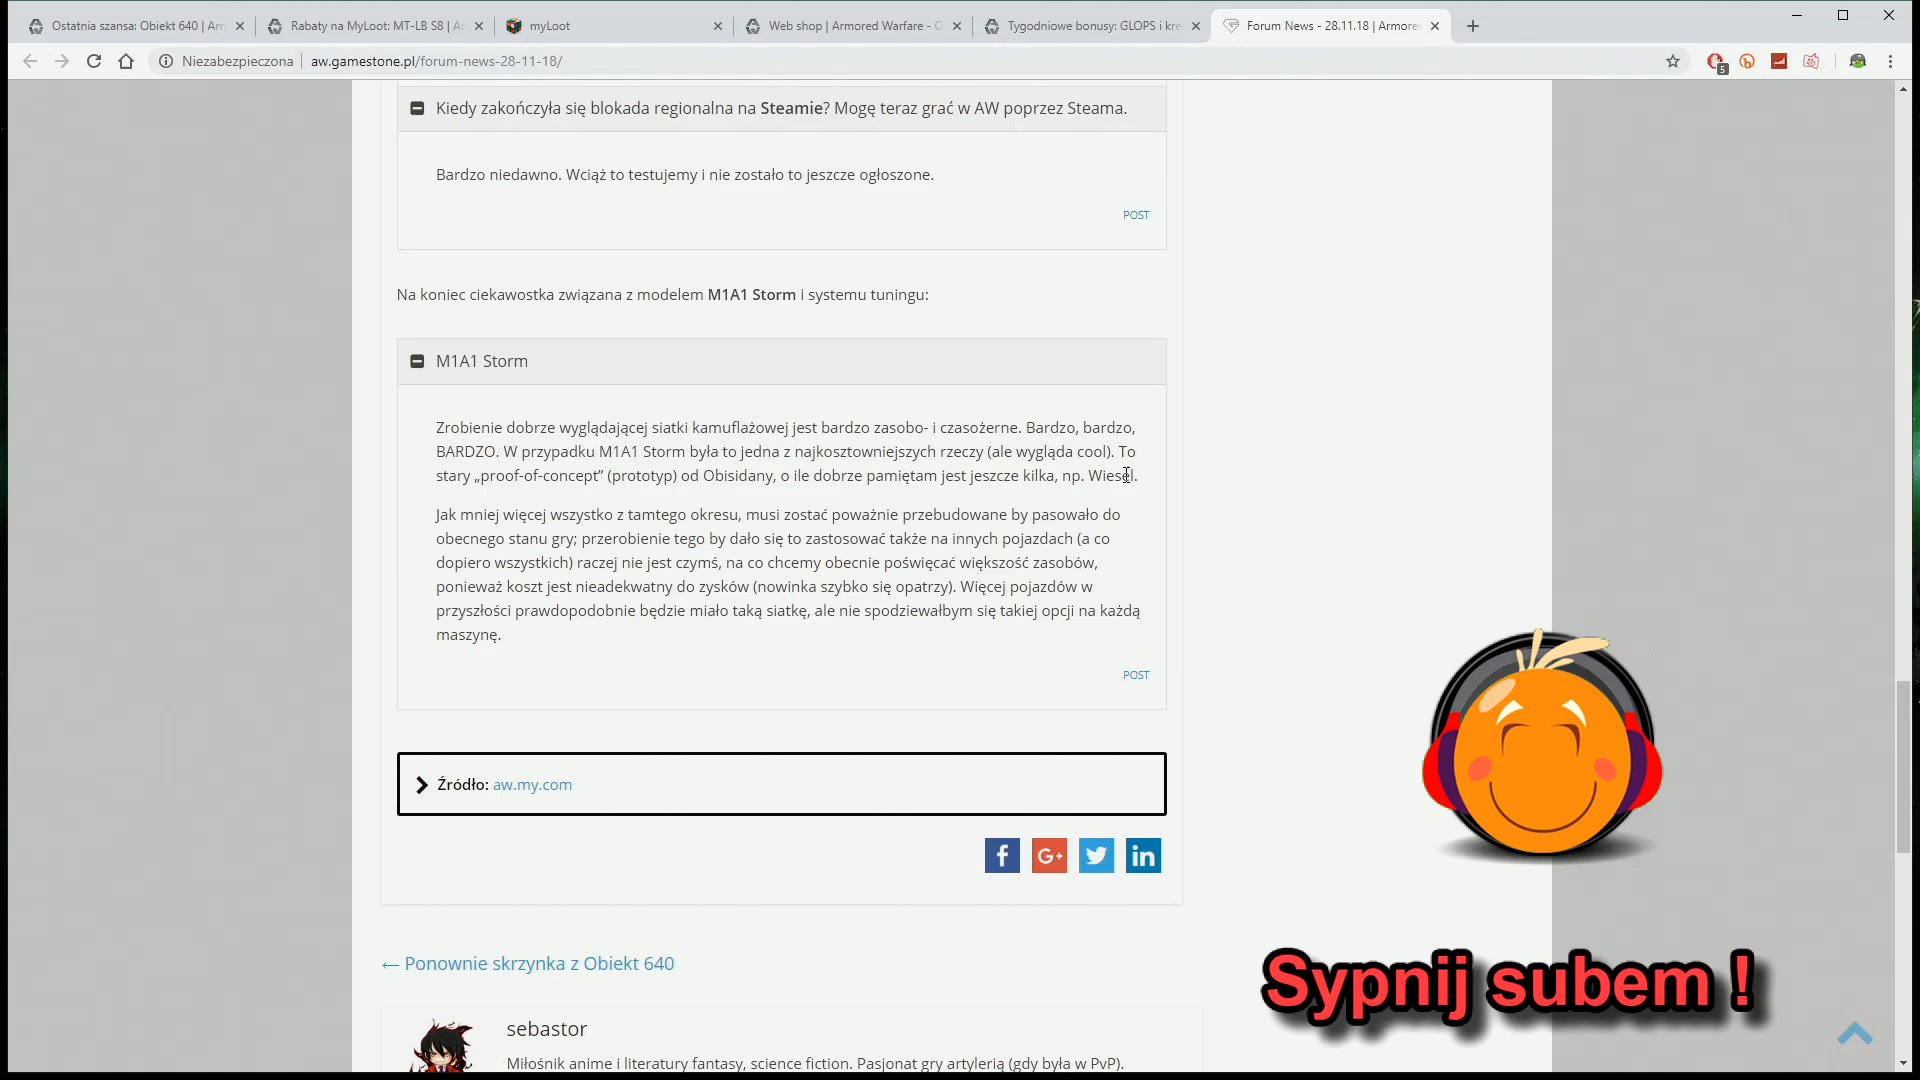 Ostatnia szansa: Obiekt 640 | Arm
Rabaty na MyLoot: MT-LB S8 | A
myLoot
Web shop | Armored Warfare - O
Tygodniowe bonusy: GLOPS i kre
Forum News - 28.11.18 | Armore
Niezabezpieczona
aw.gamestone.pl/forum-news-28-11-18/
5
Kiedy zakończyła się blokada regionalna na Steamie? Mogę teraz grać w AW poprzez Steama.
Bardzo niedawno. Wciąż to testujemy i nie zostało to jeszcze ogłoszone.
POST
Na koniec ciekawostka związana z modelem M1A1 Storm i systemu tuningu:
M1A1 Storm
Zrobienie dobrze wyglądającej siatki kamuflażowej jest bardzo zasobo- i czasożerne. Bardzo, bardzo,
BARDZO. W przypadku M1A1 Storm była to jedna z najkosztowniejszych rzeczy (ale wygląda cool). To
stary „proof-of-concept” (prototyp) od Obisidany, o ile dobrze pamiętam jest jeszcze kilka, np. Wiesel.
Jak mniej więcej wszystko z tamtego okresu, musi zostać poważnie przebudowane by pasowało do
obecnego stanu gry; przerobienie tego by dało się to zastosować także na innych pojazdach (a co
dopiero wszystkich) raczej nie jest czymś, na co chcemy obecnie poświęcać większość zasobów,
ponieważ koszt jest nieadekwatny do zysków (nowinka szybko się opatrzy). Więcej pojazdów w
przyszłości prawdopodobnie będzie miało taką siatkę, ale nie spodziewałbym się takiej opcji na każdą
maszynę.
POST
Źródło: aw.my.com
← Ponownie skrzynka z Obiekt 640
Sypnij subem !
sebastor
Miłośnik anime i literatury fantasy, science fiction. Pasjonat gry artylerią (gdy była w PvP).